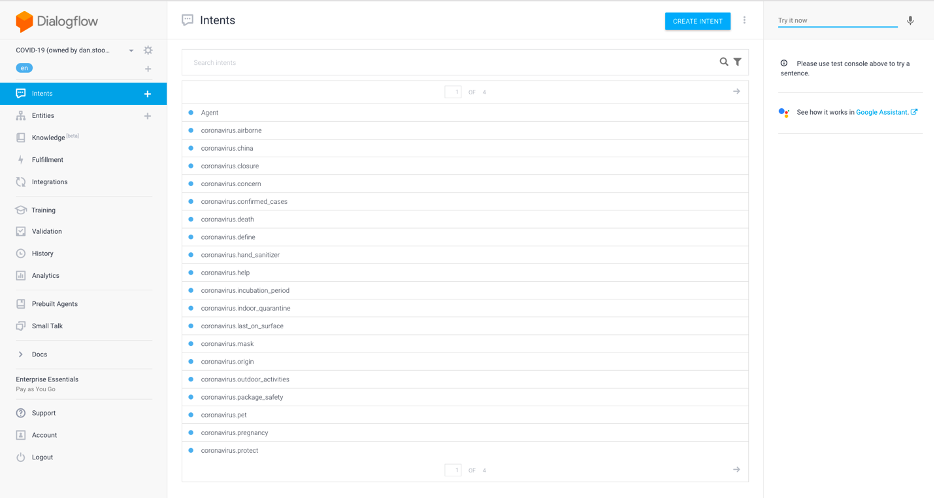 Dialogflow
COVID-19 (owned by dan.stoo...
en
Intents
Entities
Knowledge [beta]
Fulfillment
Integrations
Training
Validation
History
Analytics
Prebuilt Agents
Small Talk
Docs
Enterprise Essentials
Pay as You Go
Support
Account
Logout
Intents
CREATE INTENT
Search intents
1 OF 4
Agent
coronavirus.airborne
coronavirus.china
coronavirus.closure
coronavirus.concern
coronavirus.confirmed_cases
coronavirus.death
coronavirus.define
coronavirus.hand_sanitizer
coronavirus.help
coronavirus.incubation_period
coronavirus.indoor_quarantine
coronavirus.last_on_surface
coronavirus.mask
coronavirus.origin
coronavirus.outdoor_activities
coronavirus.package_safety
coronavirus.pet
coronavirus.pregnancy
coronavirus.protect
1 OF 4
Try it now
Please use test console above to try a
sentence.
See how it works in Google Assistant.